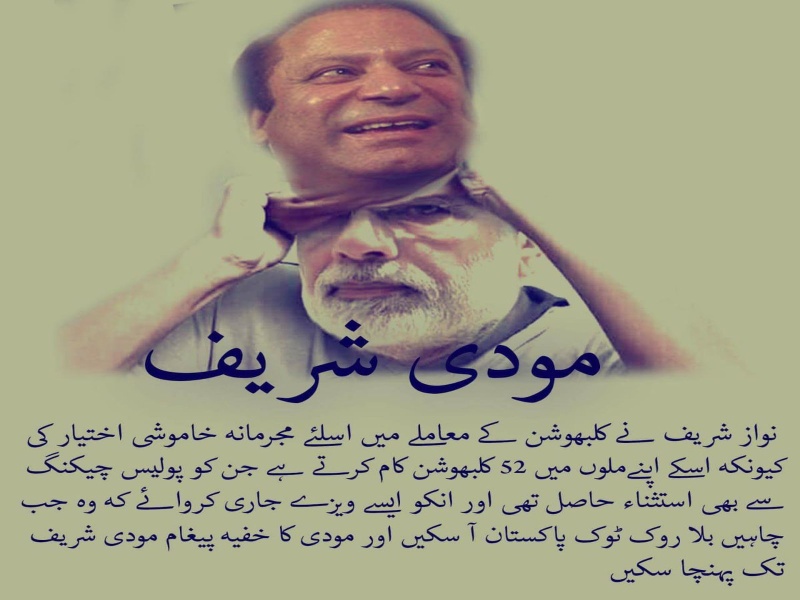 مودی شریف
نواز شریف نے کلبھوشن کے معاملے میں اسلئے مجرمانہ خاموشی اختیار کی
کیونکہ اسکے اپنےملوں میں 52 کلبھوشن کام کرتے ہے جن کو پولیس چیکنگ
سے بھی استثناء حاصل تھی اور انکو ایسے ویزے جاری کروائے کہ وہ جب
چاہیں بلا روک ٹوک پاکستان آ سکیں اور مودی کا خفیہ پیغام مودی شریف
تک پہنچا سکیں